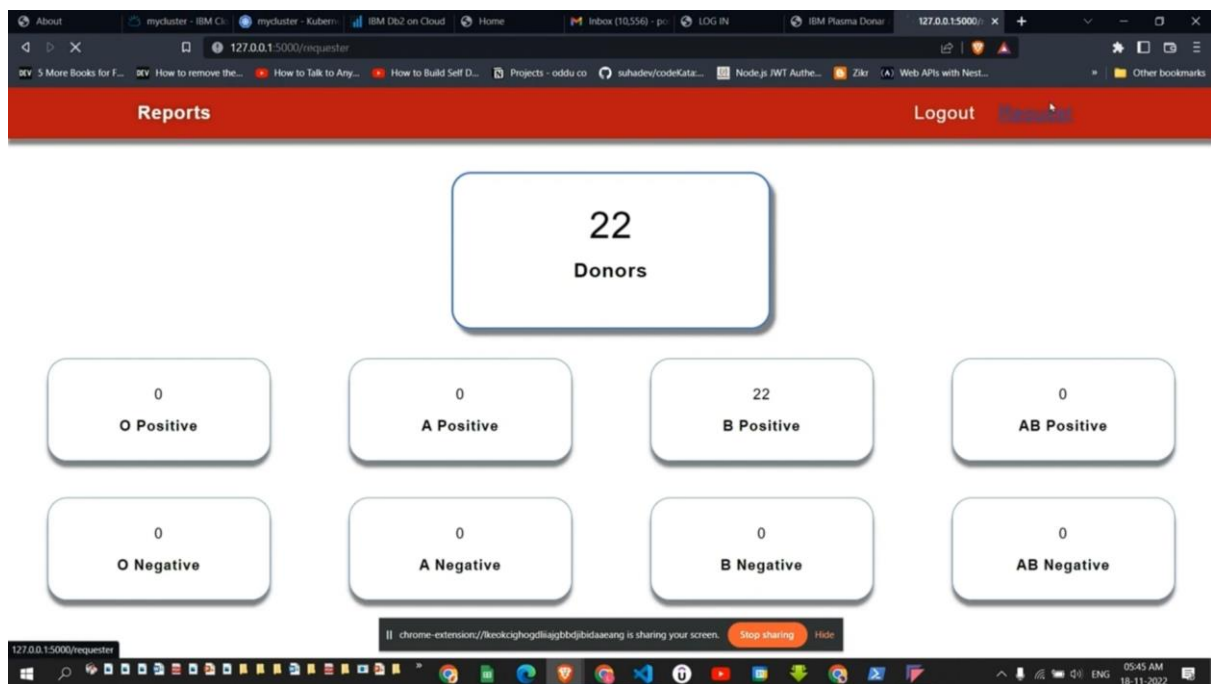 About
mycluster - IBM Clo
mycluster - Kuberne
IBM Db2 on Cloud
Home
Inbox (10,556) - po
LOG IN
IBM Plasma Donar
127.0.0.1:5000/r
127.0.0.1:5000/requester
5 More Books for F...
How to remove the...
How to Talk to Any...
How to Build Self D...
Projects - oddu co
suhadev/codeKata:...
Node.js JWT Authe...
Zikr
Web APIs with Nest...
Other bookmarks
Reports
Logout
22
Donors
0
O Positive
0
A Positive
22
B Positive
0
AB Positive
0
O Negative
0
A Negative
0
B Negative
0
AB Negative
chrome-extension://lkeokcighogdliiajgbbdjibidaaeang is sharing your screen.
Stop sharing
Hide
127.0.0.1:5000/requester
ENG
05:45 AM
18-11-2022